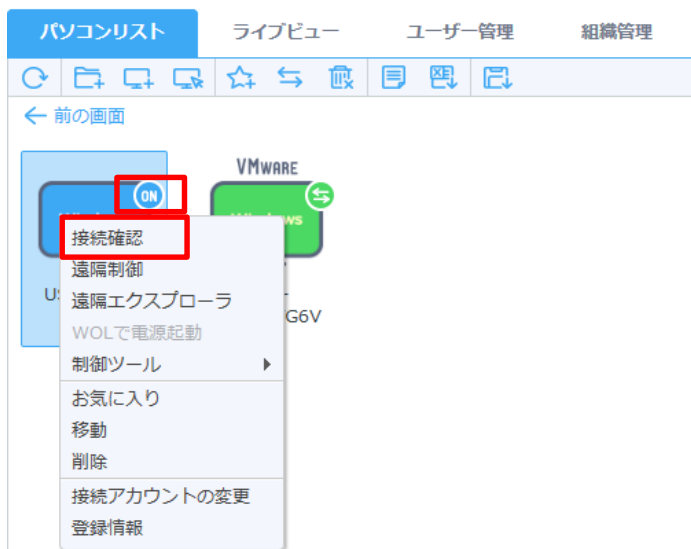 パソコンリスト
ライブビュー
ユーザー管理
組織管理
← 前の画面
ON
VMWARE
接続確認
遠隔制御
遠隔エクスプローラ
G6V
WOLで電源起動
制御ツール
お気に入り
移動
削除
接続アカウントの変更
登録情報